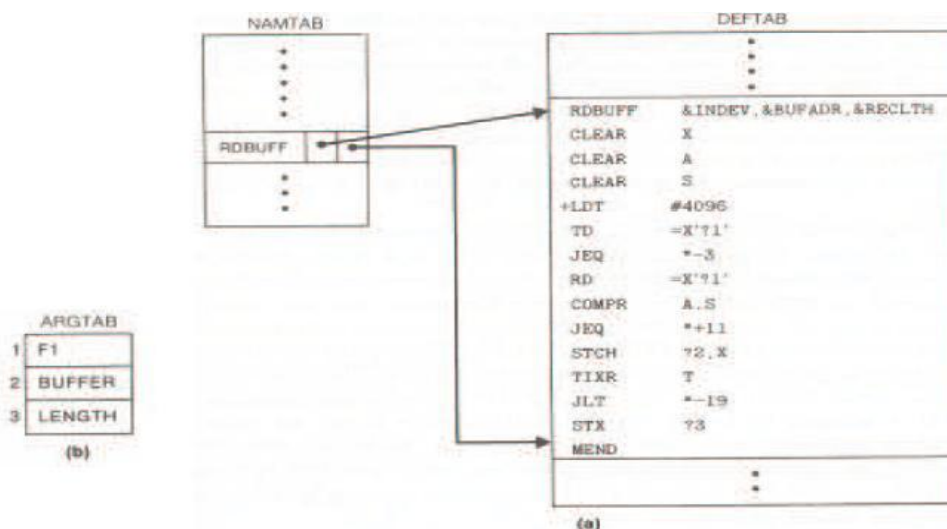 NAMTAB
DEFTAB
RDBUFF
RDBUFF &INDEV,&BUFADR,&RECLTH
CLEAR X
CLEAR A
CLEAR S
+LDT #4096
TD =X'?1'
JEQ *-3
RD =X'?1'
COMPR A,S
JEQ *+11
STCH ?2,X
TIXR T
JLT *-19
STX ?3
MEND
ARGTAB
1 F1
2 BUFFER
3 LENGTH
(b)
(a)